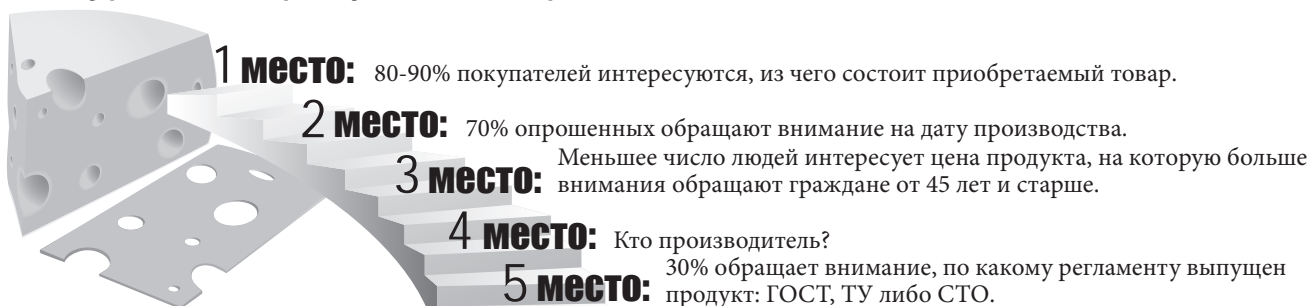 1 место: 80-90% покупателей интересуются, из чего состоит приобретаемый товар.
2 место: 70% опрошенных обращают внимание на дату производства.
3 место: Меньшее число людей интересует цена продукта, на которую больше
внимания обращают граждане от 45 лет и старше.
4 место: Кто производитель?
5 место: 30% обращает внимание, по какому регламенту выпущен
продукт: ГОСТ, ТУ либо СТО.